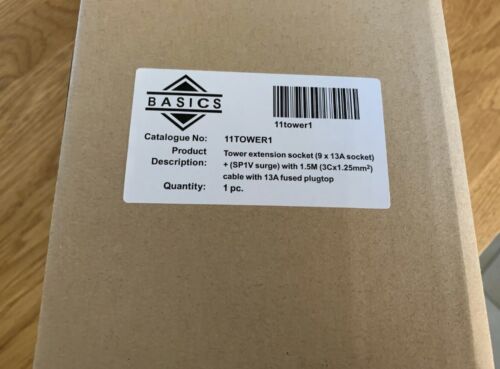 BASICS
11tower1
Catalogue No: 11TOWER1
Product Tower extension socket (9 x 13A socket)
Description: + (SP1V surge) with 1.5M (3Cx1.25mm²)
cable with 13A fused plugtop
Quantity: 1 pc.